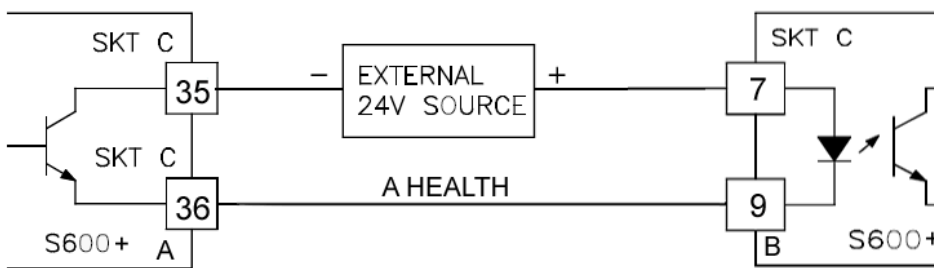 SKT C
SKT C
35
−
EXTERNAL
24V SOURCE
+
7
SKT C
36
A HEALTH
9
S600+
A
B
S600+